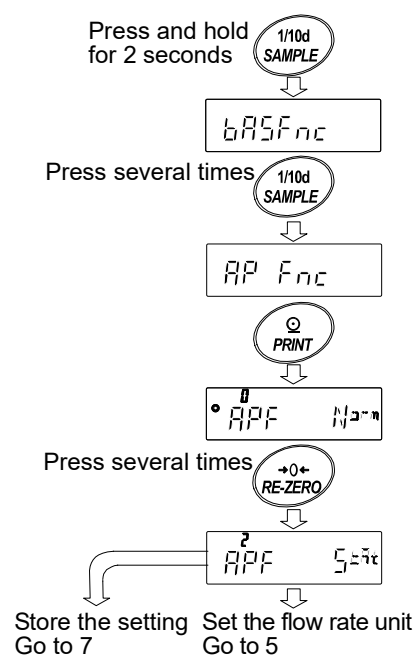 Press and hold
for 2 seconds
1/10d
SAMPLE
bASFnc
Press several times
1/10d
SAMPLE
AP Fnc
PRINT
0
APF Norm
Press several times
→0←
RE-ZERO
2
APF Stat
Store the setting
Go to 7
Set the flow rate unit
Go to 5